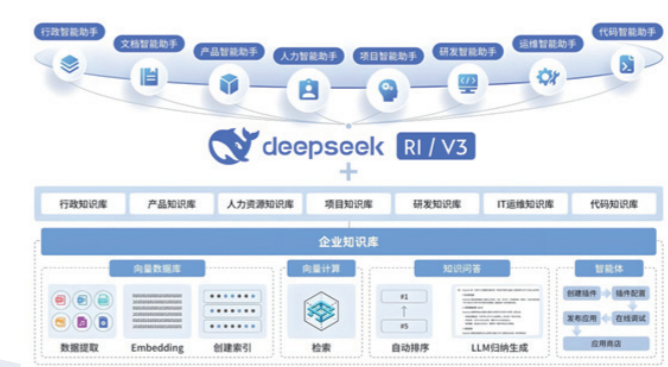 行政智能助手
文档智能助手
产品智能助手
人力智能助手
项目智能助手
研发智能助手
运维智能助手
代码智能助手
deepseek RI / V3
+
行政知识库 产品知识库 人力资源知识库 项目知识库 研发知识库 IT运维知识库 代码知识库
企业知识库
向量数据库 向量计算 知识问答 智能体
#1
#5
创建插件 插件配置
发布应用 在线调试
应用商店
数据提取 Embedding 创建索引 检索 自动排序 LLM归纳生成